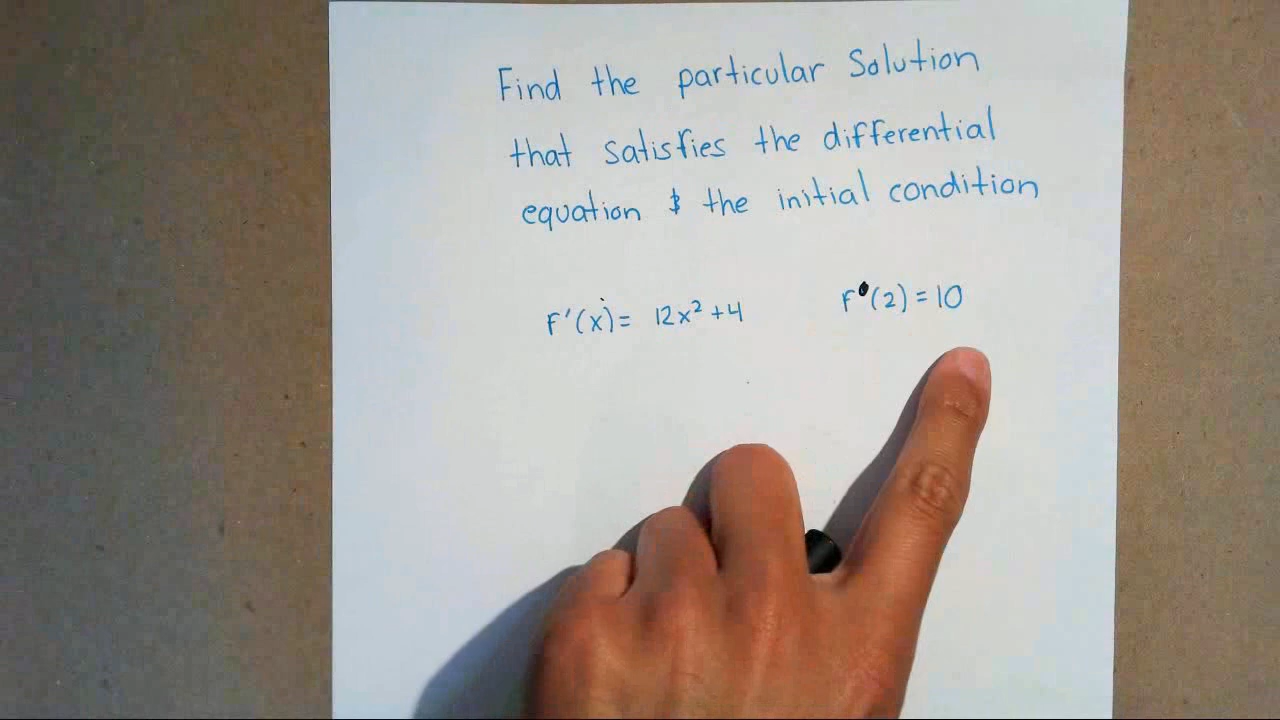 Find the particular Solution
that satisfies the differential
equation & the initial condition
f'(x) = 12x² + 4 f (2) = 10